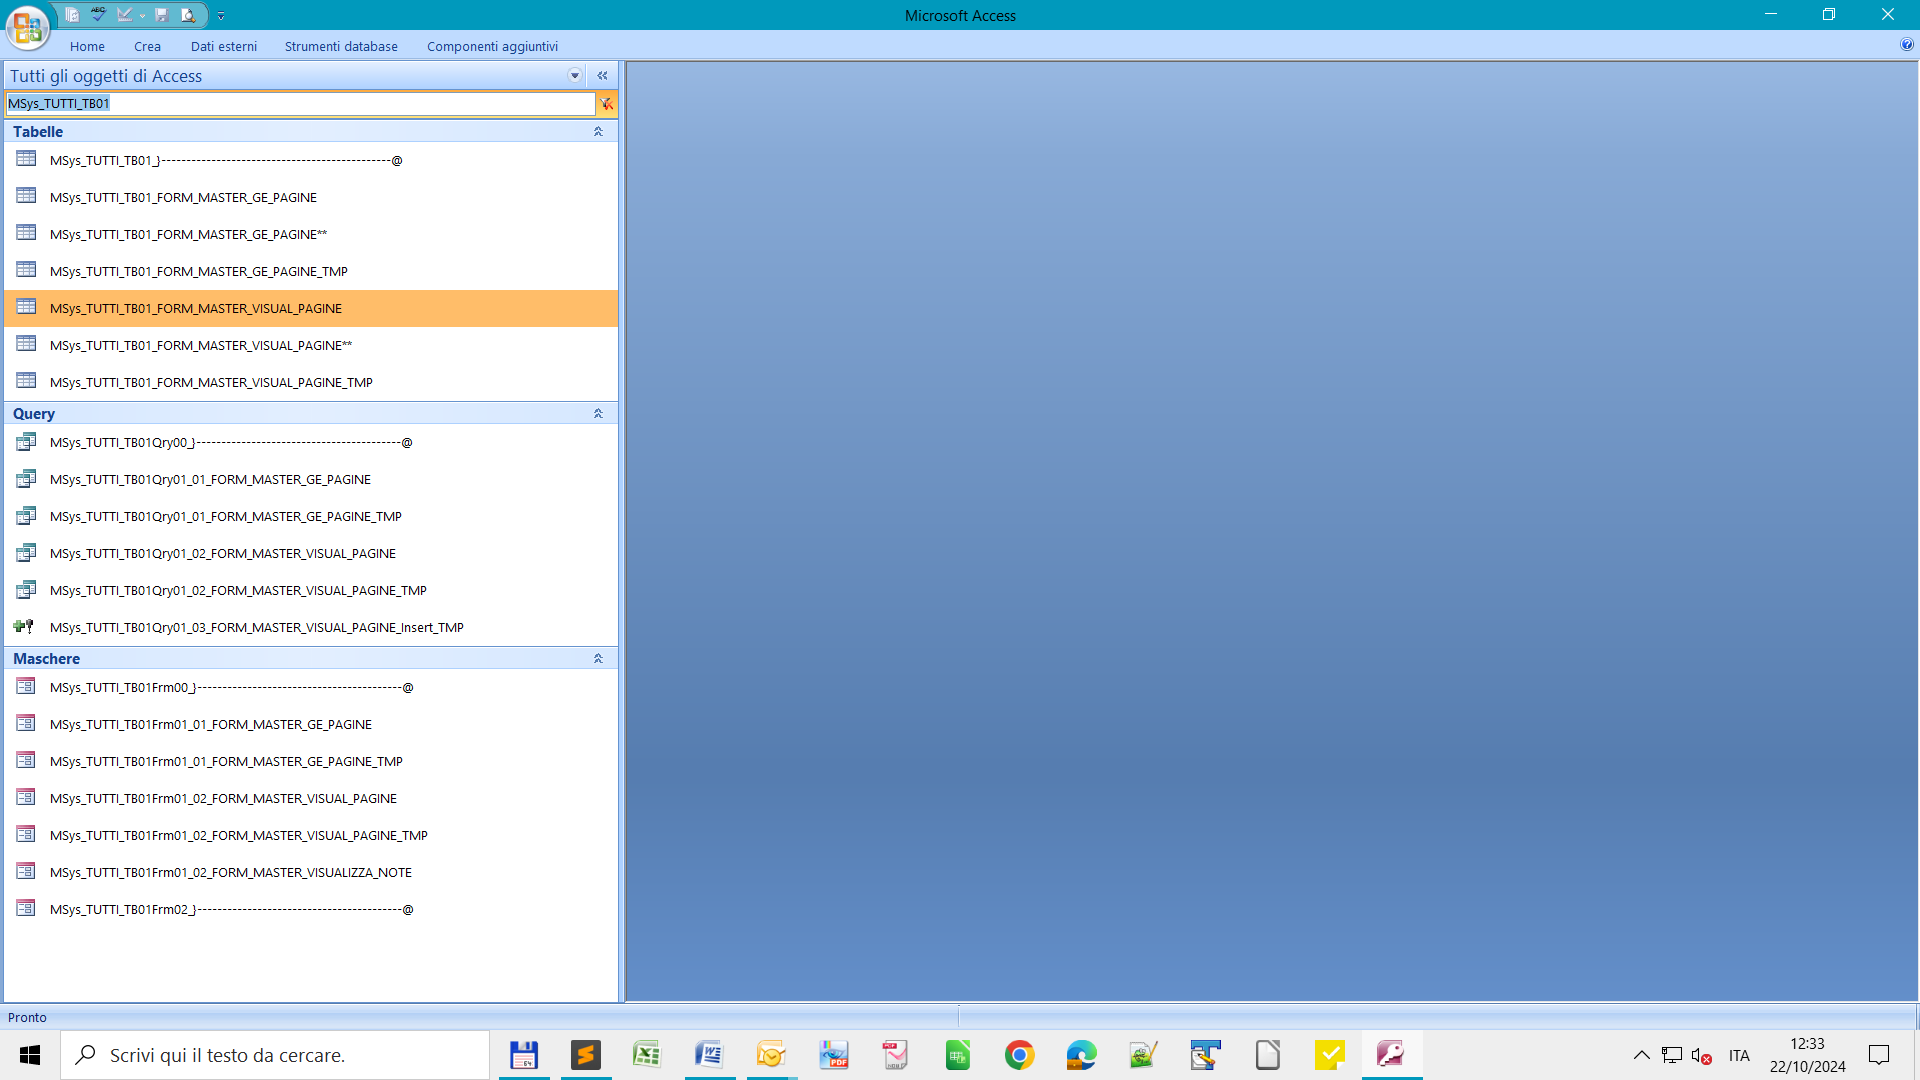 Microsoft Access
Home Crea Dati esterni Strumenti database Componenti aggiuntivi
Tutti gli oggetti di Access
MSys_TUTTI_TB01
Tabelle
MSys_TUTTI_TB01_}----------------------------------------------@
MSys_TUTTI_TB01_FORM_MASTER_GE_PAGINE
MSys_TUTTI_TB01_FORM_MASTER_GE_PAGINE**
MSys_TUTTI_TB01_FORM_MASTER_GE_PAGINE_TMP
MSys_TUTTI_TB01_FORM_MASTER_VISUAL_PAGINE
MSys_TUTTI_TB01_FORM_MASTER_VISUAL_PAGINE**
MSys_TUTTI_TB01_FORM_MASTER_VISUAL_PAGINE_TMP
Query
MSys_TUTTI_TB01Qry00_}-----------------------------------------@
MSys_TUTTI_TB01Qry01_01_FORM_MASTER_GE_PAGINE
MSys_TUTTI_TB01Qry01_01_FORM_MASTER_GE_PAGINE_TMP
MSys_TUTTI_TB01Qry01_02_FORM_MASTER_VISUAL_PAGINE
MSys_TUTTI_TB01Qry01_02_FORM_MASTER_VISUAL_PAGINE_TMP
MSys_TUTTI_TB01Qry01_03_FORM_MASTER_VISUAL_PAGINE_Insert_TMP
Maschere
MSys_TUTTI_TB01Frm00_}-----------------------------------------@
MSys_TUTTI_TB01Frm01_01_FORM_MASTER_GE_PAGINE
MSys_TUTTI_TB01Frm01_01_FORM_MASTER_GE_PAGINE_TMP
MSys_TUTTI_TB01Frm01_02_FORM_MASTER_VISUAL_PAGINE
MSys_TUTTI_TB01Frm01_02_FORM_MASTER_VISUAL_PAGINE_TMP
MSys_TUTTI_TB01Frm01_02_FORM_MASTER_VISUALIZZA_NOTE
MSys_TUTTI_TB01Frm02_}-----------------------------------------@
Pronto
Scrivi qui il testo da cercare.
ITA
12:33
22/10/2024